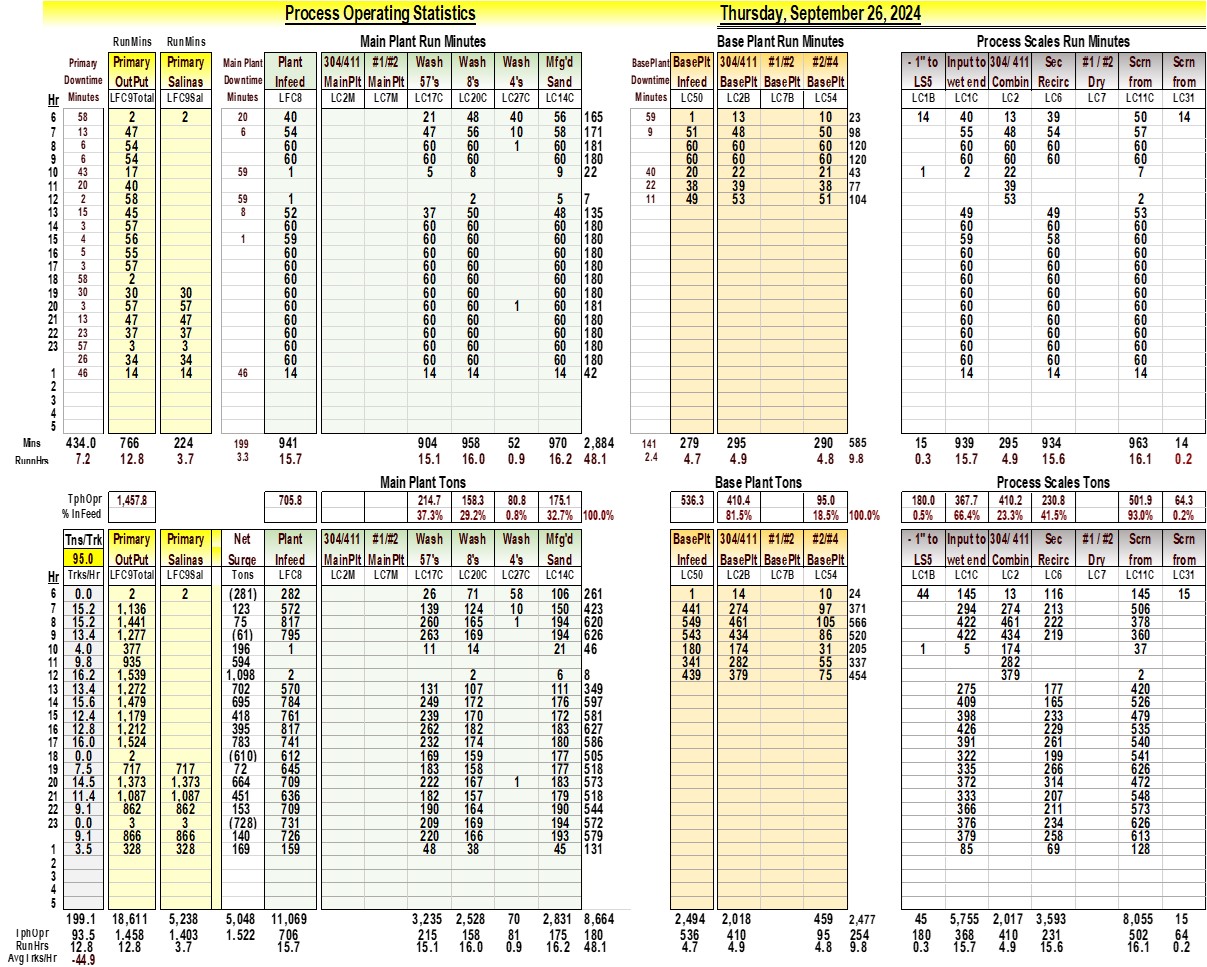 Process Operating Statistics Thursday, September 26, 2024
RunMins RunMins Main Plant Run Minutes Base Plant Run Minutes Process Scales Run Minutes
Primary Primary Primary Main Plant Plant 304/411 #1/#2 Wash Wash Wash Mfg'd BasePlant BasePlt 304/411 #1/#2 #2/#4 - 1" to Input to 304/ 411 Sec #1 / #2 Scrn Scrn
Downtime OutPut Salinas Downtime Infeed MainPlt MainPlt 57's 8's 4's Sand Downtime Infeed BasePlt BasePlt BasePlt LS5 wet end Combin Recirc Dry from from
Hr Minutes LFC9Total LFC9Sal Minutes LFC8 LC2M LC7M LC17C LC20C LC27C LC14C Minutes LC50 LC2B LC7B LC54 LC1B LC1C LC2 LC6 LC7 LC11C LC31
6 58 2 2 20 40 21 48 40 56 165 59 1 13 10 23 14 40 13 39 50 14
7 13 47 6 54 47 56 10 58 171 9 51 48 50 98 55 48 54 57
8 6 54 60 60 60 1 60 181 60 60 60 120 60 60 60 60
9 6 54 60 60 60 60 180 60 60 60 120 60 60 60 60
10 43 17 59 1 5 8 9 22 40 20 22 21 43 1 2 22 7
11 20 40 22 38 39 38 77 39
12 2 58 59 1 2 5 7 11 49 53 51 104 53 2
13 15 45 8 52 37 50 48 135 49 49 53
14 3 57 60 60 60 60 180 60 60 60
15 4 56 1 59 60 60 60 180 59 58 60
16 5 55 60 60 60 60 180 60 60 60
17 3 57 60 60 60 60 180 60 60 60
18 58 2 60 60 60 60 180 60 60 60
19 30 30 30 60 60 60 60 180 60 60 60
20 3 57 57 60 60 60 1 60 181 60 60 60
21 13 47 47 60 60 60 60 180 60 60 60
22 23 37 37 60 60 60 60 180 60 60 60
23 57 3 3 60 60 60 60 180 60 60 60
26 34 34 60 60 60 60 180 60 60 60
1 46 14 14 46 14 14 14 14 42 14 14 14
2
3
4
5
Mins 434.0 766 224 199 941 904 958 52 970 2,884 141 279 295 290 585 15 939 295 934 963 14
RunnHrs 7.2 12.8 3.7 3.3 15.7 15.1 16.0 0.9 16.2 48.1 2.4 4.7 4.9 4.8 9.8 0.3 15.7 4.9 15.6 16.1 0.2
Main Plant Tons Base Plant Tons Process Scales Tons
TphOpr 1,457.8 705.8 214.7 158.3 80.8 175.1 536.3 410.4 95.0 180.0 367.7 410.2 230.8 501.9 64.3
% InFeed 37.3% 29.2% 0.8% 32.7% 100.0% 81.5% 18.5% 100.0% 0.5% 66.4% 23.3% 41.5% 93.0% 0.2%
Tns/Trk Primary Primary Net Plant 304/411 #1/#2 Wash Wash Wash Mfg'd BasePlt 304/411 #1/#2 #2/#4 - 1" to Input to 304/ 411 Sec #1 / #2 Scrn Scrn
95.0 OutPut Salinas Surge Infeed MainPlt MainPlt 57's 8's 4's Sand Infeed BasePlt BasePlt BasePlt LS5 wet end Combin Recirc Dry from from
Hr Trks/Hr LFC9Total LFC9Sal Tons LFC8 LC2M LC7M LC17C LC20C LC27C LC14C LC50 LC2B LC7B LC54 LC1B LC1C LC2 LC6 LC7 LC11C LC31
6 0.0 2 2 (281) 282 26 71 58 106 261 1 14 10 24 44 145 13 116 145 15
7 15.2 1,136 123 572 139 124 10 150 423 441 274 97 371 294 274 213 506
8 15.2 1,441 75 817 260 165 1 194 620 549 461 105 566 422 461 222 378
9 13.4 1,277 (61) 795 263 169 194 626 543 434 86 520 422 434 219 360
10 4.0 377 196 1 11 14 21 46 180 174 31 205 1 5 174 37
11 9.8 935 594 341 282 55 337 282
12 16.2 1,539 1,098 2 2 6 8 439 379 75 454 379 2
13 13.4 1,272 702 570 131 107 111 349 275 177 420
14 15.6 1,479 695 784 249 172 176 597 409 165 526
15 12.4 1,179 418 761 239 170 172 581 398 233 479
16 12.8 1,212 395 817 262 182 183 627 426 229 535
17 16.0 1,524 783 741 232 174 180 586 391 261 540
18 0.0 2 (610) 612 169 159 177 505 322 199 541
19 7.5 717 717 72 645 183 158 177 518 335 266 626
20 14.5 1,373 1,373 664 709 222 167 1 183 573 372 314 472
21 11.4 1,087 1,087 451 636 182 157 179 518 333 207 548
22 9.1 862 862 153 709 190 164 190 544 366 211 573
23 0.0 3 3 (728) 731 209 169 194 572 376 234 626
9.1 866 866 140 726 220 166 193 579 379 258 613
1 3.5 328 328 169 159 48 38 45 131 85 69 128
2
3
4
5
199.1 18,611 5,238 5,048 11,069 3,235 2,528 70 2,831 8,664 2,494 2,018 459 2,477 45 5,755 2,017 3,593 8,055 15
TphOpr 93.5 1,458 1,403 1.522 706 215 158 81 175 180 536 410 95 254 180 368 410 231 502 64
RunHrs 12.8 12.8 3.7 15.7 15.1 16.0 0.9 16.2 48.1 4.7 4.9 4.8 9.8 0.3 15.7 4.9 15.6 16.1 0.2
AvgTrks/Hr -44.9